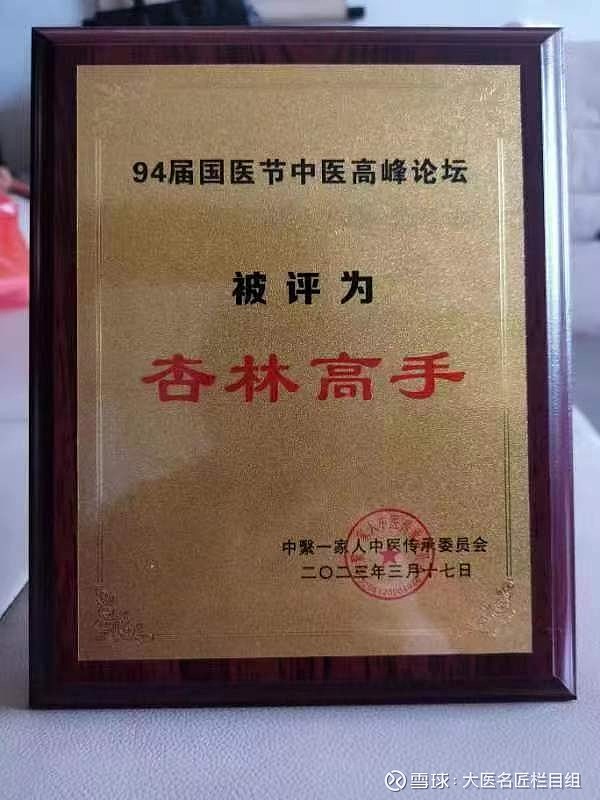 94届国医节中医高峰论坛
被评为
杏林高手
中繄一家人中医传承委员会
二〇二三年三月十七日
雪球：大医名匠栏目组